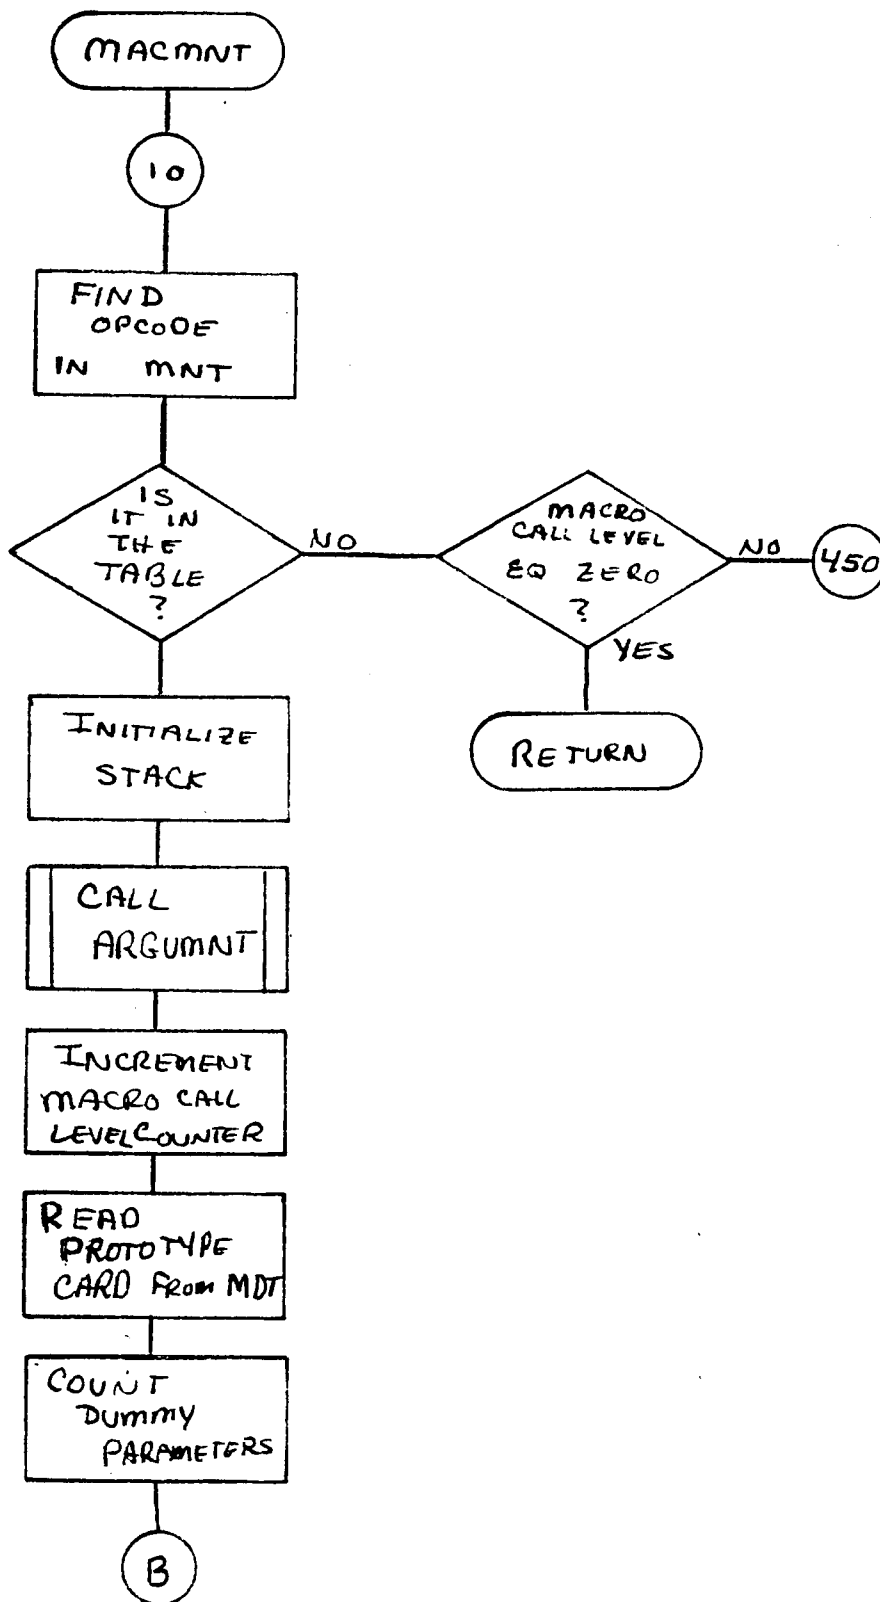 MACMNT
10
FIND
OPCODE
IN MNT
IS
IT IN
THE
TABLE
?
NO
MACRO
CALL LEVEL
EQ ZERO
?
NO
450
YES
RETURN
INITIALIZE
STACK
CALL
ARGUMNT
INCREMENT
MACRO CALL
LEVEL COUNTER
READ
PROTOTYPE
CARD FROM MDT
COUNT
DUMMY
PARAMETERS
B